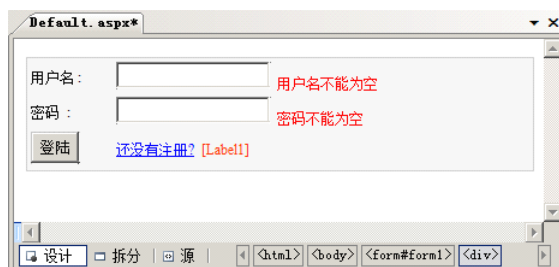 Default.aspx*
用户名: 用户名不能为空
密码 : 密码不能为空
登陆 还没有注册? [Label1]
设计 拆分 源 <html> <body> <form#form1> <div>